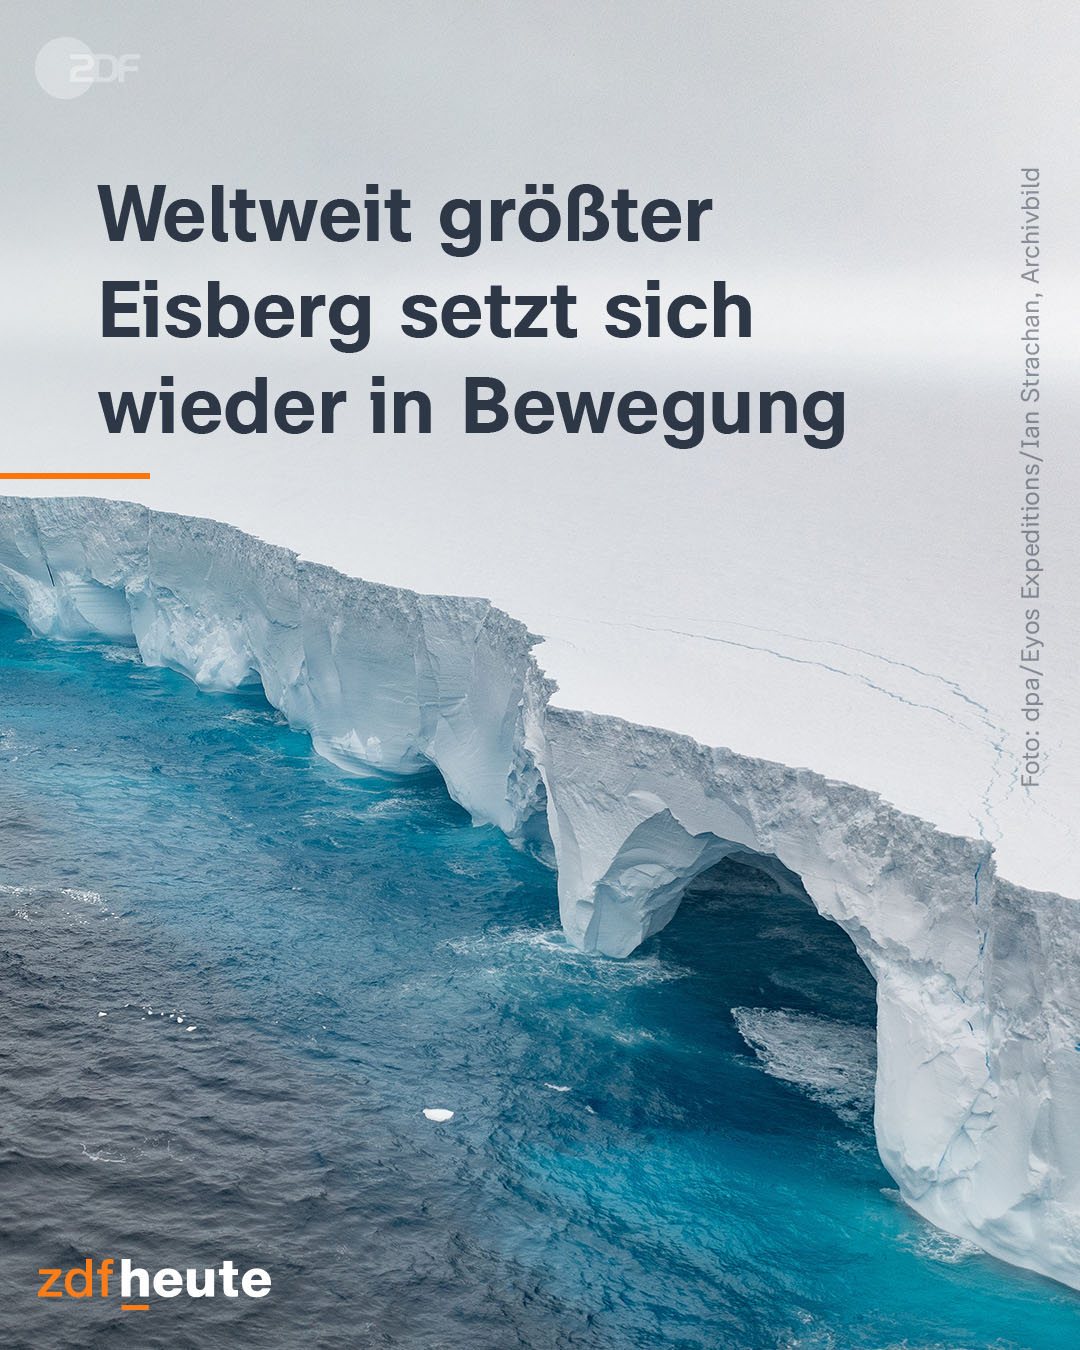 ZDF
Weltweit größter
Eisberg setzt sich
wieder in Bewegung
Foto: dpa/Eyos Expeditions/Ian Strachan, Archivbild
zdfheute